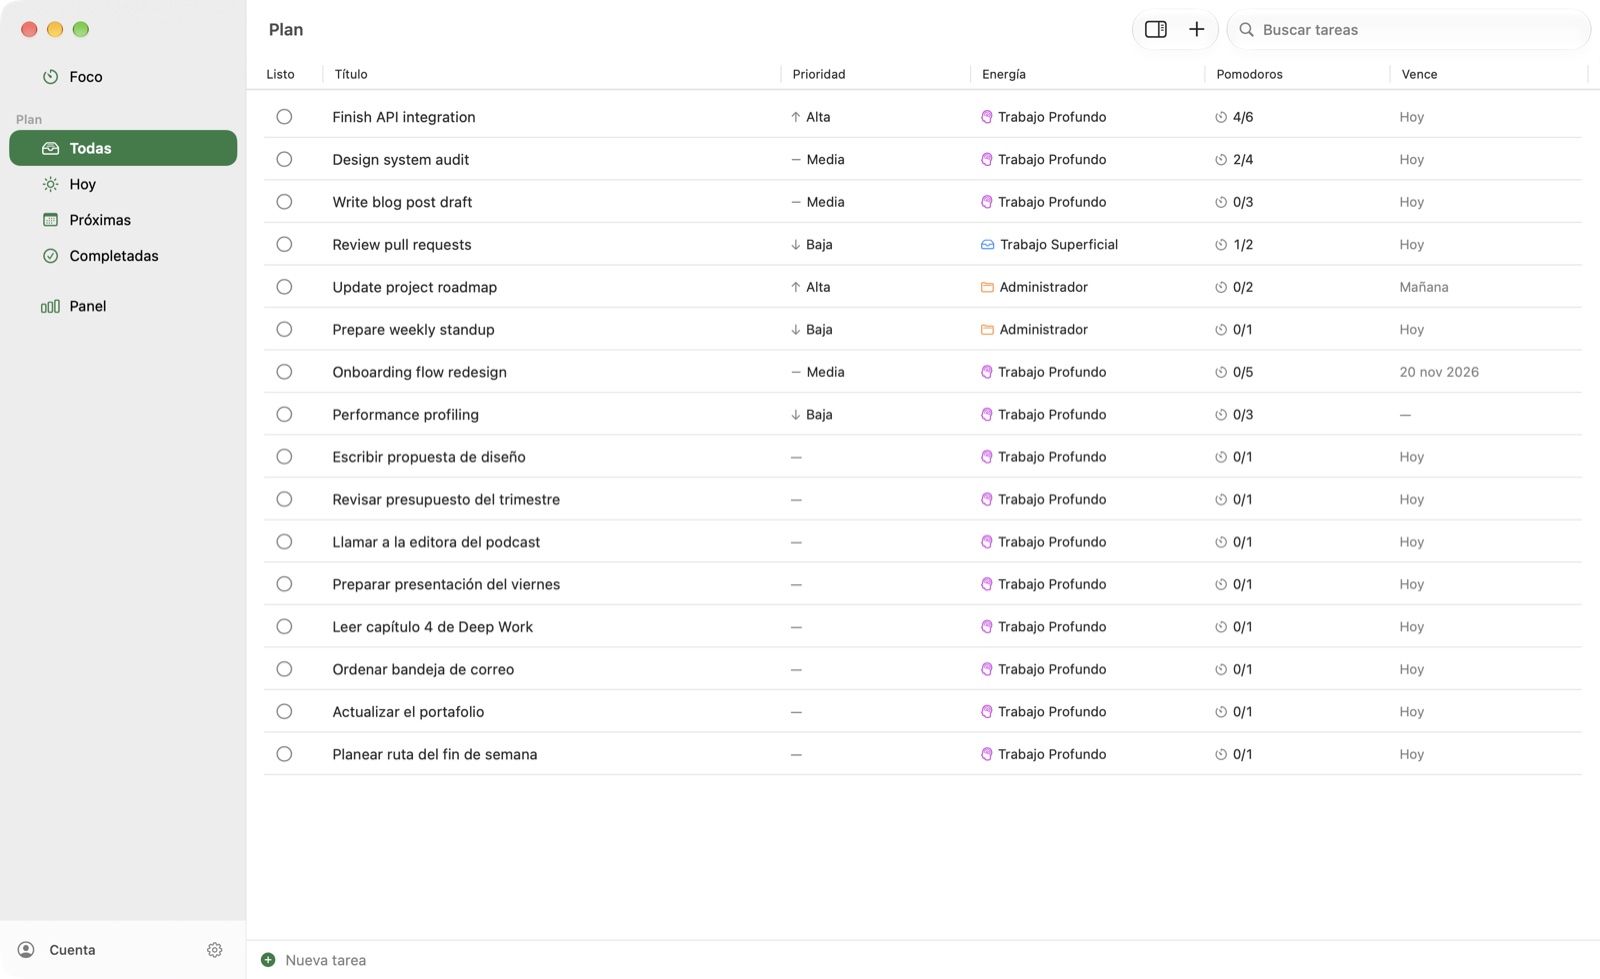 Plan
Buscar tareas
Foco
Plan
Todas
Hoy
Próximas
Completadas
Panel
Cuenta
Listo Título Prioridad Energía Pomodoros Vence
Finish API integration Alta Trabajo Profundo 4/6 Hoy
Design system audit Media Trabajo Profundo 2/4 Hoy
Write blog post draft Media Trabajo Profundo 0/3 Hoy
Review pull requests Baja Trabajo Superficial 1/2 Hoy
Update project roadmap Alta Administrador 0/2 Mañana
Prepare weekly standup Baja Administrador 0/1 Hoy
Onboarding flow redesign Media Trabajo Profundo 0/5 20 nov 2026
Performance profiling Baja Trabajo Profundo 0/3 —
Escribir propuesta de diseño — Trabajo Profundo 0/1 Hoy
Revisar presupuesto del trimestre — Trabajo Profundo 0/1 Hoy
Llamar a la editora del podcast — Trabajo Profundo 0/1 Hoy
Preparar presentación del viernes — Trabajo Profundo 0/1 Hoy
Leer capítulo 4 de Deep Work — Trabajo Profundo 0/1 Hoy
Ordenar bandeja de correo — Trabajo Profundo 0/1 Hoy
Actualizar el portafolio — Trabajo Profundo 0/1 Hoy
Planear ruta del fin de semana — Trabajo Profundo 0/1 Hoy
Nueva tarea